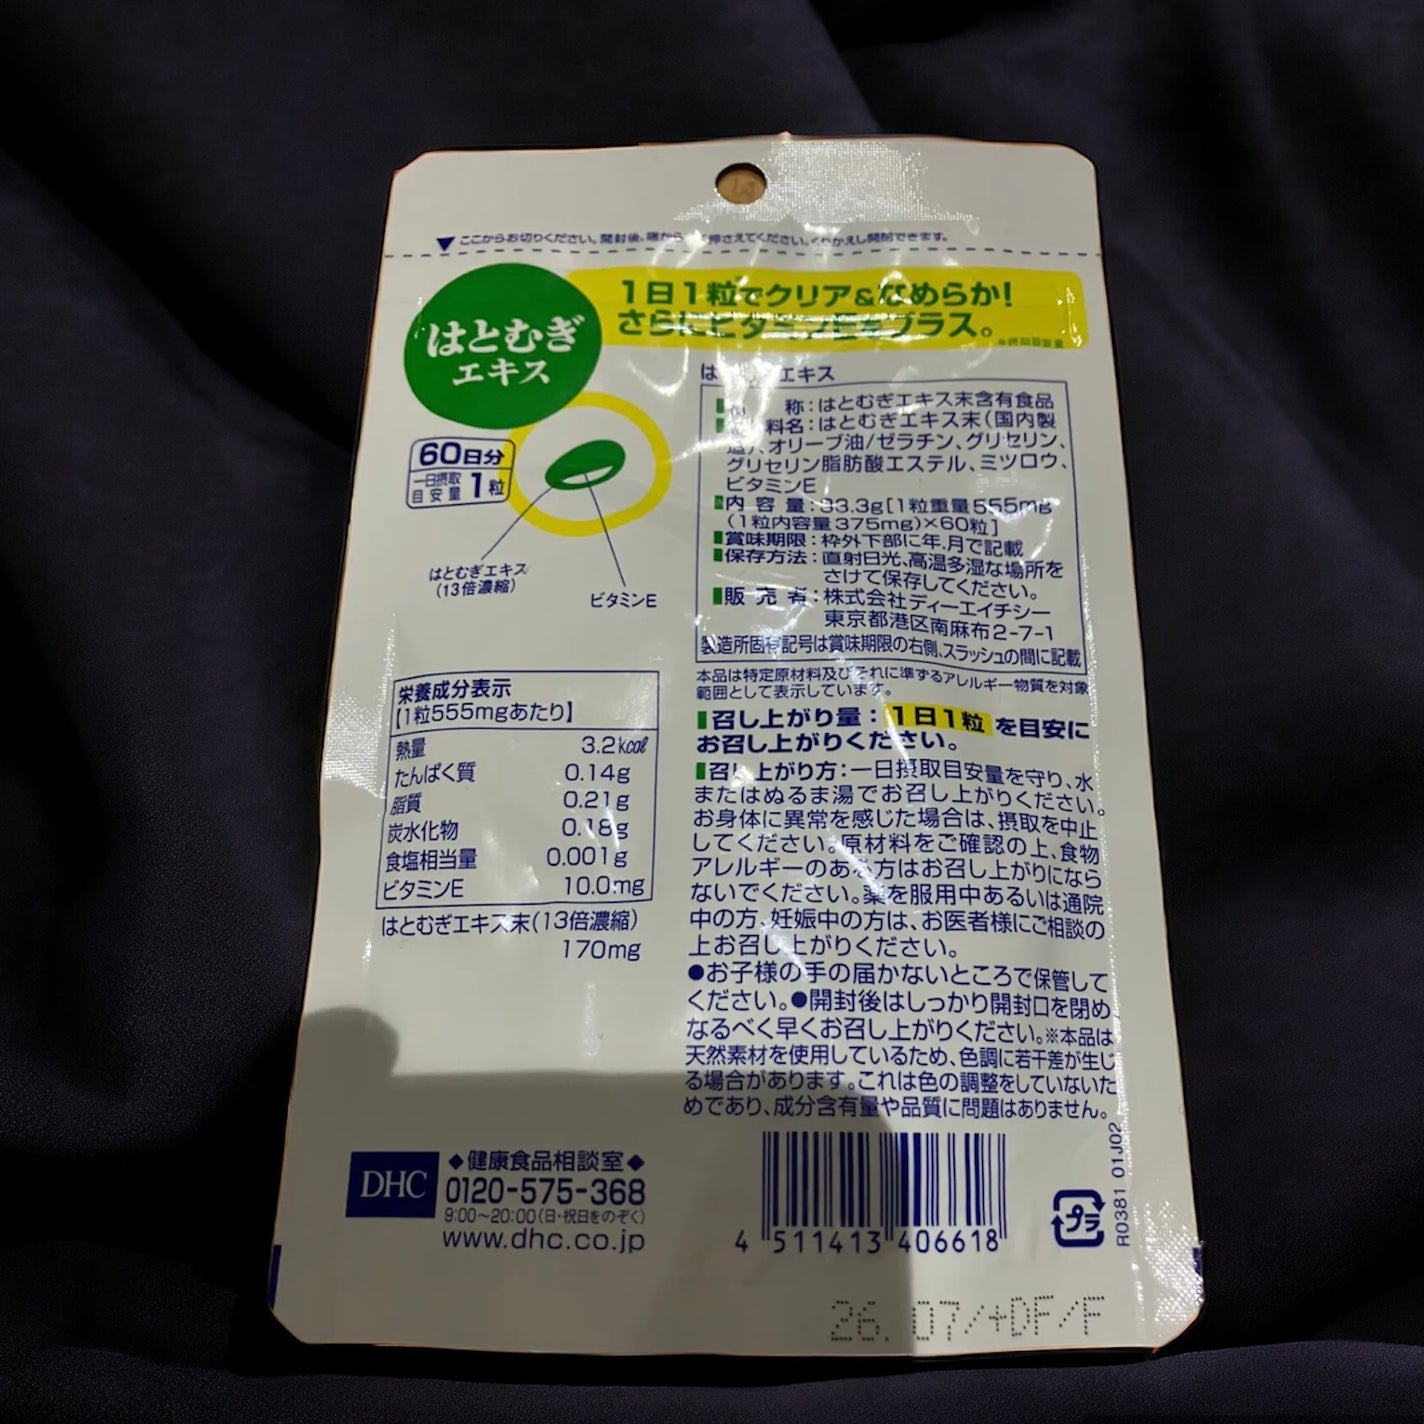 ▼ここからお切りください。開封後、端から 押さえてください。くりかえし開閉できます。
はとむぎ
エキス
1日1粒でクリア&なめらか!
さらにビタミンEをプラス。
60日分
一日摂取
目安量 1粒
はとむぎエキス
(13倍濃縮)
ビタミンE
は エキス
称:はとむぎエキス末含有食品
料名:はとむぎエキス末(国内製
造)、オリーブ油/ゼラチン、グリセリン、
グリセリン脂肪酸エステル、ミツロウ、
ビタミンE
■内容量:33.3g[1粒重量555mg
(1粒内容量375mg)×60粒]
■賞味期限:枠外下部に年.月で記載
■保存方法:直射日光、高温多湿な場所を
さけて保存してください。
■販売者:株式会社ディーエイチシー
東京都港区南麻布2-7-1
製造所固有記号は賞味期限の右側、スラッシュの間に記載
本品は特定原材料及びそれに準ずるアレルギー物質を対象
範囲として表示しています。
栄養成分表示
[1粒555mgあたり]
熱量 3.2kcal
たんぱく質 0.14g
脂質 0.21g
炭水化物 0.18g
食塩相当量 0.001g
ビタミンE 10.0mg
はとむぎエキス末(13倍濃縮)
170mg
■召し上がり量:1日1粒を目安に
お召し上がりください。
■召し上がり方:一日摂取目安量を守り、水
またはぬるま湯でお召し上がりください。
お身体に異常を感じた場合は、摂取を中止
してください。原材料をご確認の上、食物
アレルギーのある方はお召し上がりになら
ないでください。薬を服用中あるいは通院
中の方、妊娠中の方は、お医者様にご相談の
上お召し上がりください。
●お子様の手の届かないところで保管して
ください。●開封後はしっかり開封口を閉め
なるべく早くお召し上がりください。※本品は
天然素材を使用しているため、色調に若干差が生じ
る場合があります。これは色の調整をしていないた
めであり、成分含有量や品質に問題はありません。
DHC
◆健康食品相談室◆
0120-575-368
9:00〜20:00(日・祝日をのぞく)
www.dhc.co.jp
4 511413 406618
プラ
R0381 01J02
26.07/+DF/F